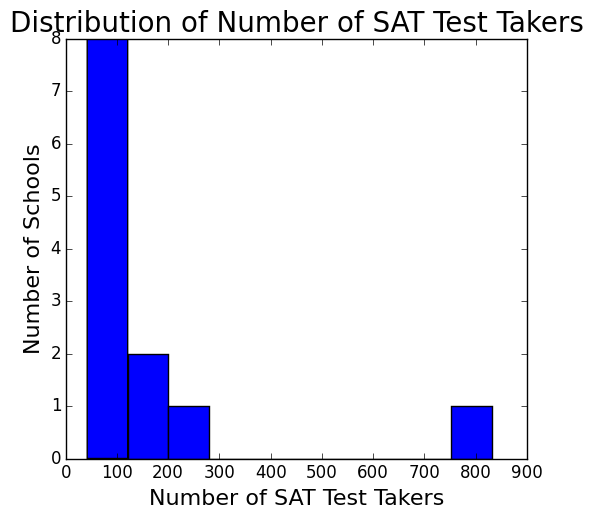 Distribution of Number of SAT Test Takers
8
7
6
5
4
3
2
1
0
Number of Schools
0 100 200 300 400 500 600 700 800 900
Number of SAT Test Takers